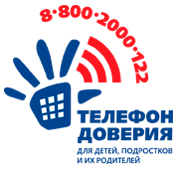 8-800-2000-122
ТЕЛЕФОН
ДОВЕРИЯ
ДЛЯ ДЕТЕЙ, ПОДРОСТКОВ
И ИХ РОДИТЕЛЕЙ